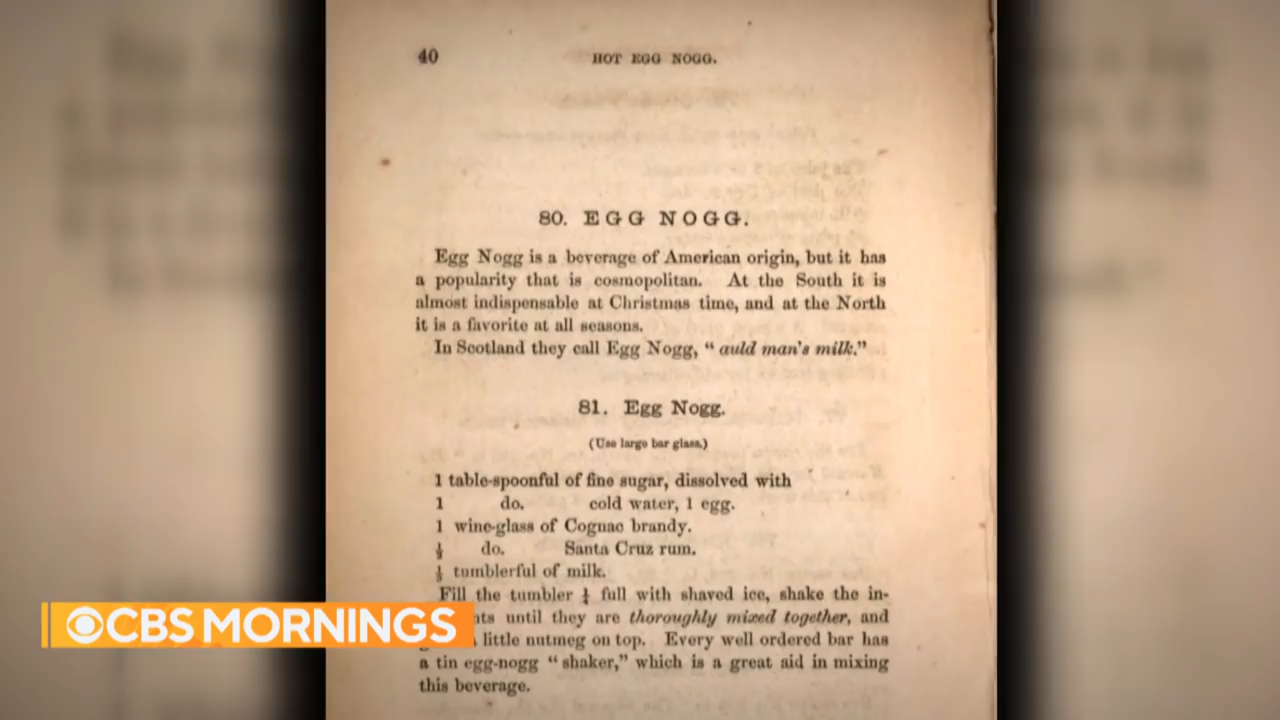 40 HOT EGG NOGG.
80. EGG NOGG.
Egg Nogg is a beverage of American origin, but it has
a popularity that is cosmopolitan. At the South it is
almost indispensable at Christmas time, and at the North
it is a favorite at all seasons.
In Scotland they call Egg Nogg, “ auld man's milk.”
81. Egg Nogg.
(Use large bar glass.)
1 table-spoonful of fine sugar, dissolved with
1 do. cold water, 1 egg.
1 wine-glass of Cognac brandy.
½ do. Santa Cruz rum.
tumblerful of milk.
Fill the tumbler full with shaved ice, shake the in-
nts until they are thoroughly mixed together, and
little nutmeg on top. Every well ordered bar has
a tin egg-nogg “ shaker,” which is a great aid in mixing
this beverage.
CBS MORNINGS